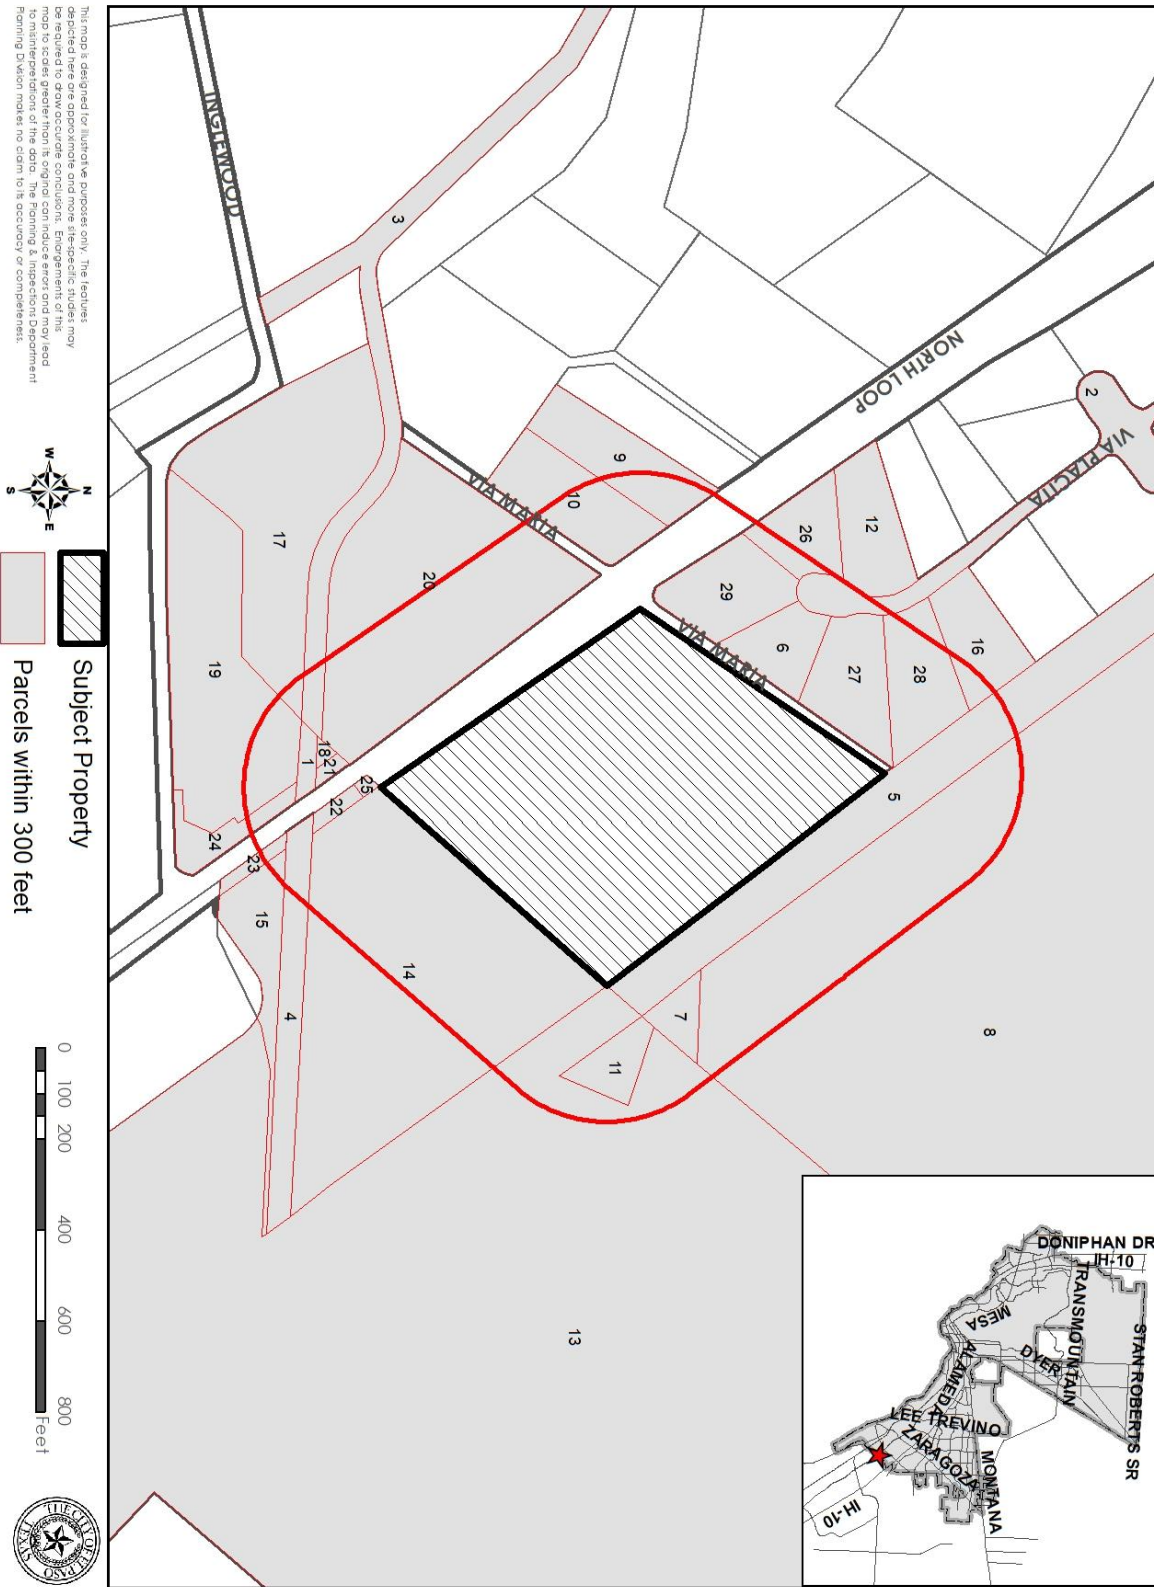 INGLEWOOD
3
NORTH LOOP
2
VIA PLACITA
9
10
VIA MARIA
12
26
29
16
17
20
VIA MARIA
6
27
28
19
18
21
1
25
22
5
24
23
15
14
4
7
11
8
13
DONIPHAN DR
IH-10
TRANSMOUNTAIN
STAN ROBERTS SR
MESA
DYER
ALAMEDA
LEE TREVINO
ZARAGOZA
MONTANA
IH-10
This map is designed for illustrative purposes only. The features
depicted here are approximate and more site-specific studies may
be required to draw accurate conclusions. Enlargements of this
map to scales greater than its original can induce errors and may lead
to misinterpretations of the data. The Planning & Inspections Department
Planning Division makes no claim to its accuracy or completeness.
N
W
E
S
Subject Property
Parcels within 300 feet
0 100 200 400 600 800
Feet
THE CITY OF EL PASO
TEXAS